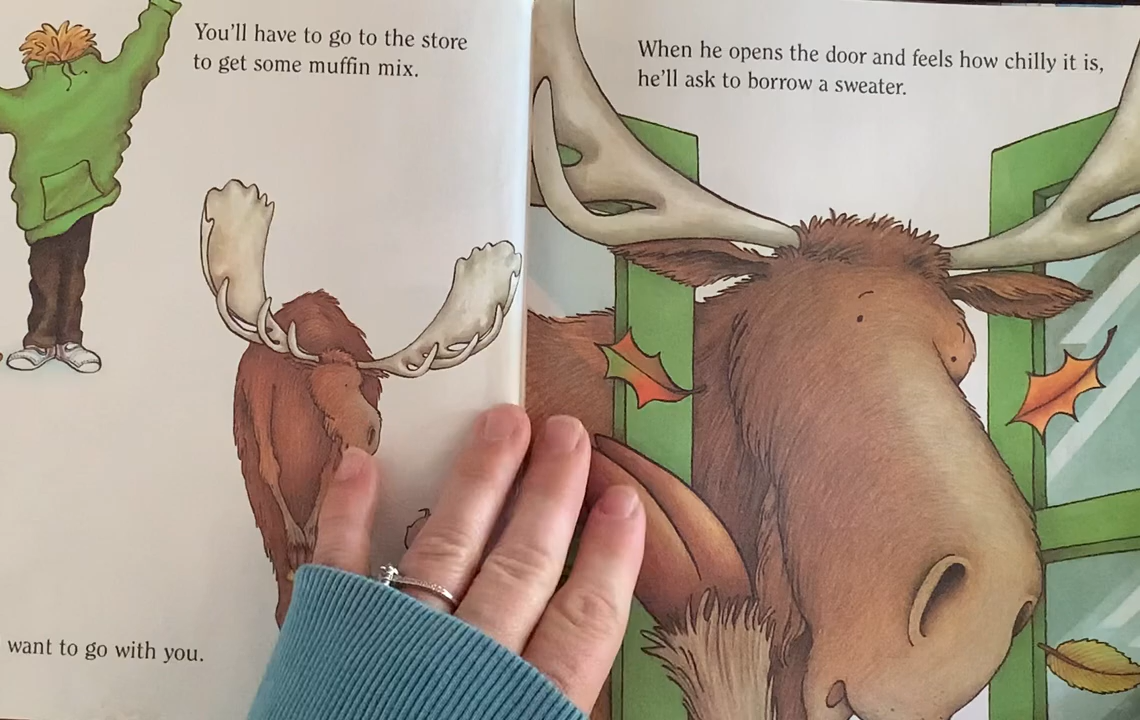 You'll have to go to the store
to get some muffin mix.
want to go with you.
When he opens the door and feels how chilly it is,
he'll ask to borrow a sweater.